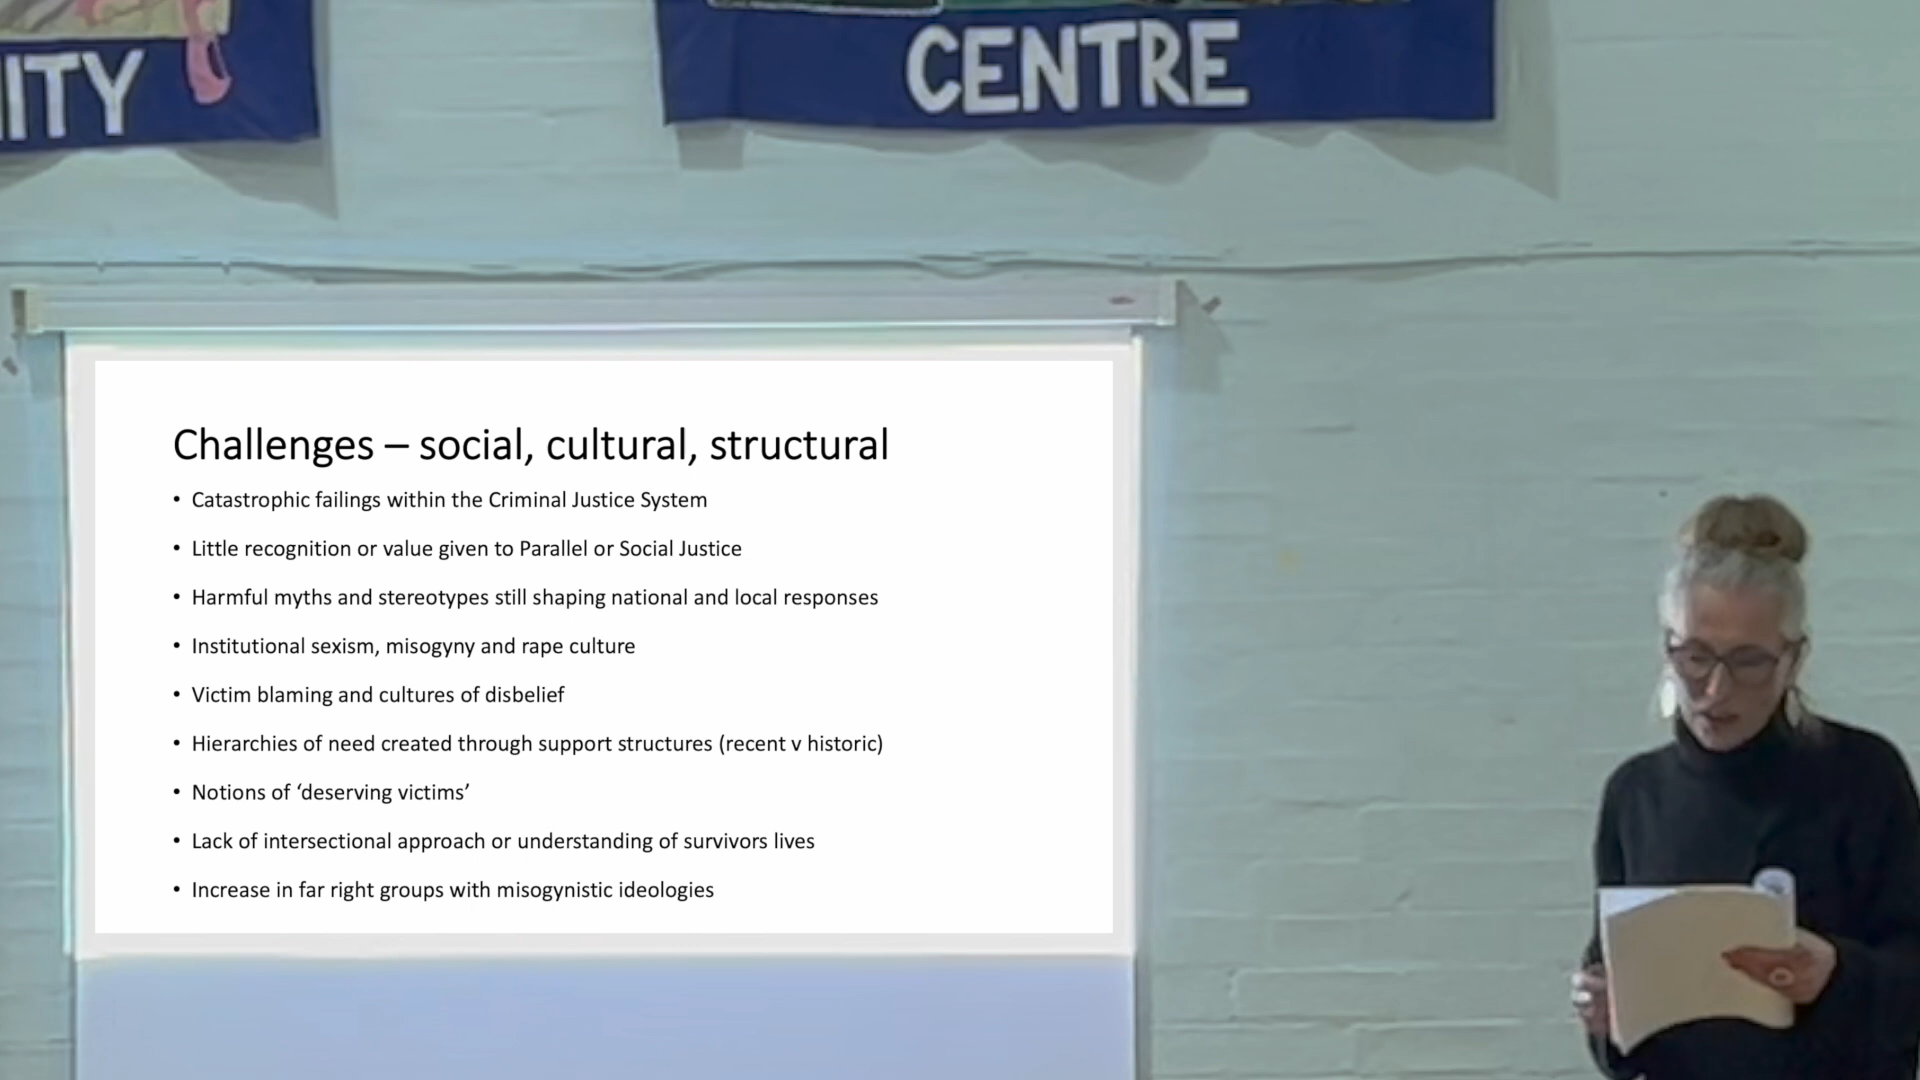 ITY
CENTRE
Challenges – social, cultural, structural
• Catastrophic failings within the Criminal Justice System
• Little recognition or value given to Parallel or Social Justice
• Harmful myths and stereotypes still shaping national and local responses
• Institutional sexism, misogyny and rape culture
• Victim blaming and cultures of disbelief
• Hierarchies of need created through support structures (recent v historic)
• Notions of ‘deserving victims’
• Lack of intersectional approach or understanding of survivors lives
• Increase in far right groups with misogynistic ideologies